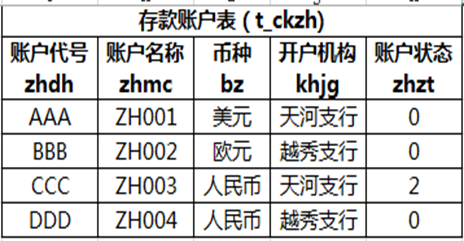 存款账户表（t_ckzh）
账户代号 账户名称 币种 开户机构 账户状态
zhdh zhmc bz khjg zhzt
AAA ZH001 美元 天河支行 0
BBB ZH002 欧元 越秀支行 0
CCC ZH003 人民币 天河支行 2
DDD ZH004 人民币 越秀支行 0